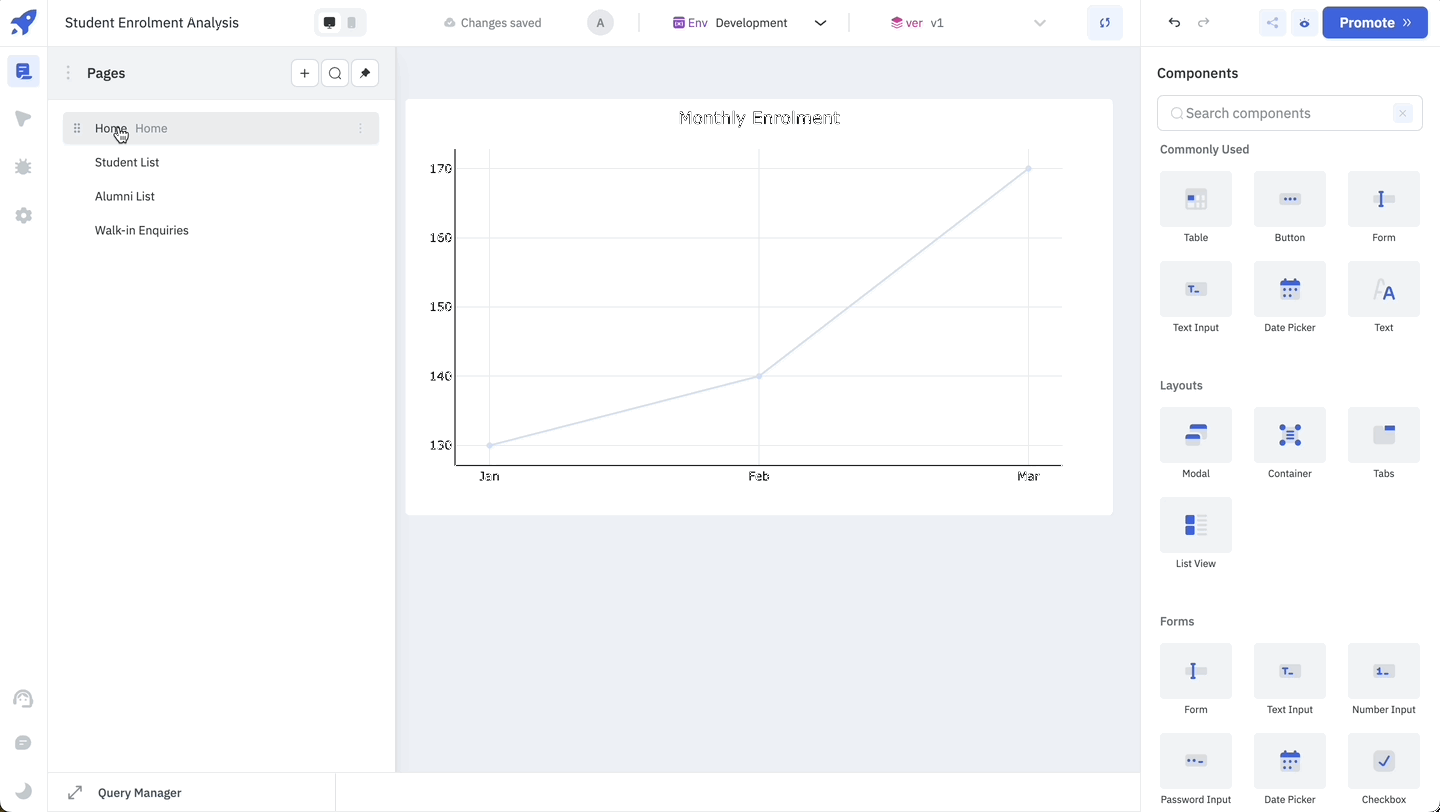 Student Enrolment Analysis
Changes saved
A
Env Development
ver v1
Promote
Pages
Home Home
Student List
Alumni List
Walk-in Enquiries
Monthly Enrolment
170
160
150
140
130
Jan Feb Mar
Components
Search components
Commonly Used
Table Button Form
Text Input Date Picker Text
Layouts
Modal Container Tabs
List View
Forms
Form Text Input Number Input
Password Input Date Picker Checkbox
Query Manager